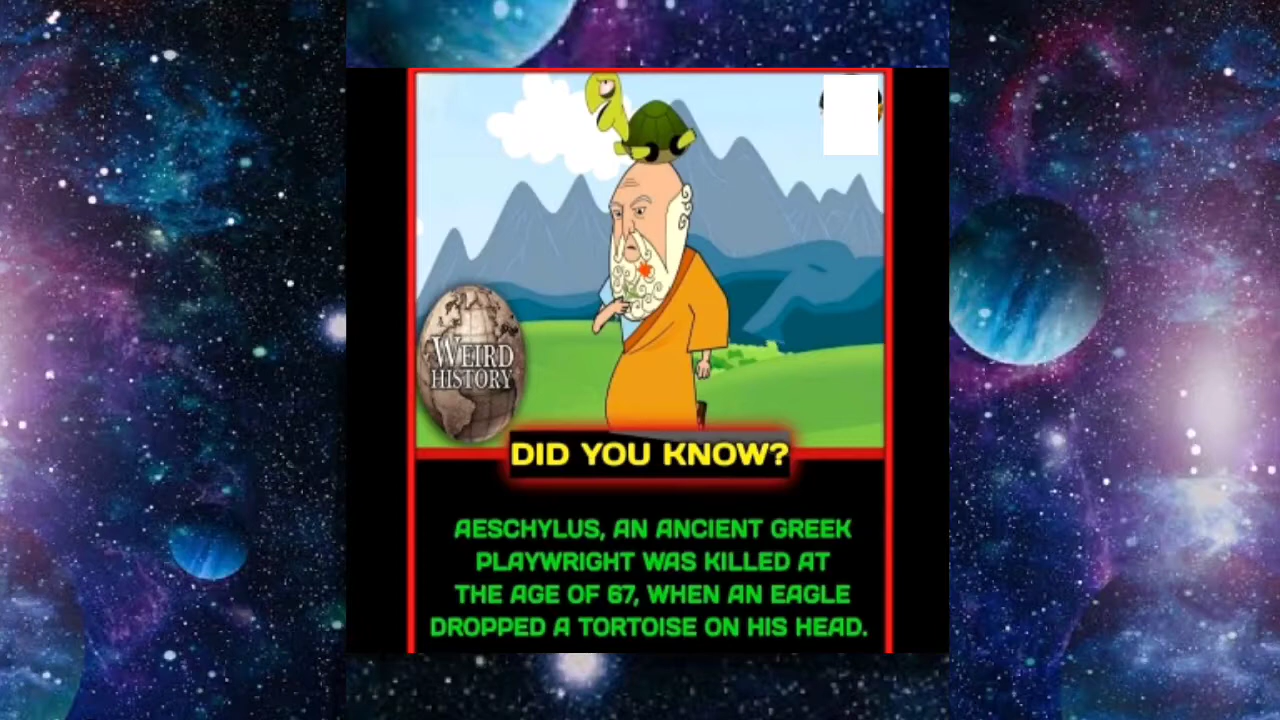 WEIRD
HISTORY
DID YOU KNOW?
AESCHYLUS, AN ANCIENT GREEK
PLAYWRIGHT WAS KILLED AT
THE AGE OF 67, WHEN AN EAGLE
DROPPED A TORTOISE ON HIS HEAD.